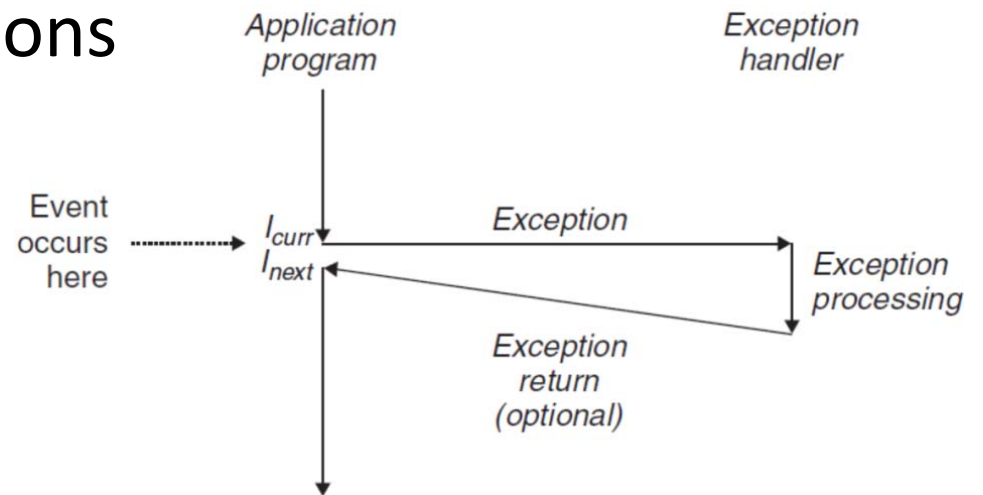 ons
Application
program
Exception
handler
Event
occurs
here
Icurr
Inext
Exception
Exception
processing
Exception
return
(optional)